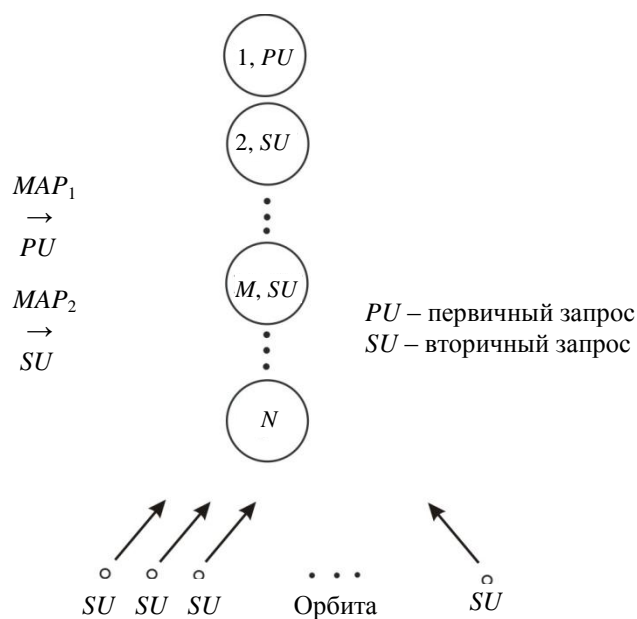 1, PU
2, SU
MAP₁
→
PU
MAP₂
→
SU
M, SU
PU – первичный запрос
SU – вторичный запрос
N
SU SU SU Орбита SU